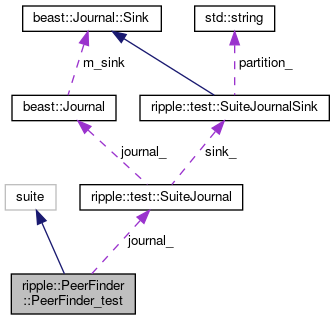 beast::Journal::Sink
std::string
m_sink
partition_
beast::Journal
ripple::test::SuiteJournalSink
journal_
sink_
suite
ripple::test::SuiteJournal
journal_
ripple::PeerFinder
::PeerFinder_test